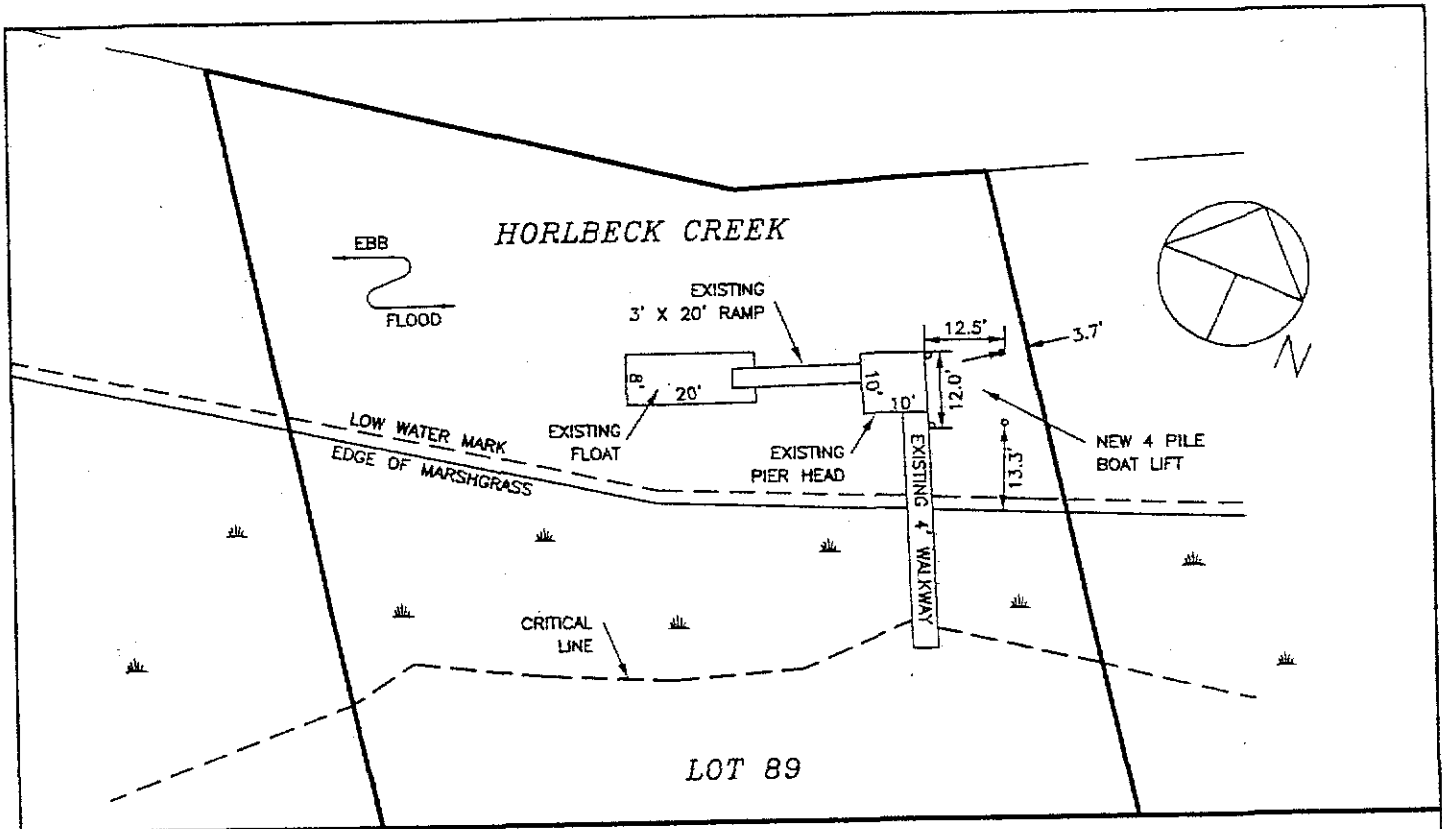 HORLBECK CREEK
EBB
FLOOD
EXISTING
3' X 20' RAMP
12.5'
3.7'
N
8'
20'
10'
10'
12.0'
LOW WATER MARK
EDGE OF MARSHGRASS
EXISTING
FLOAT
EXISTING
PIER HEAD
EXISTING 4' WALKWAY
13.3'
NEW 4 PILE
BOAT LIFT
CRITICAL
LINE
LOT 89